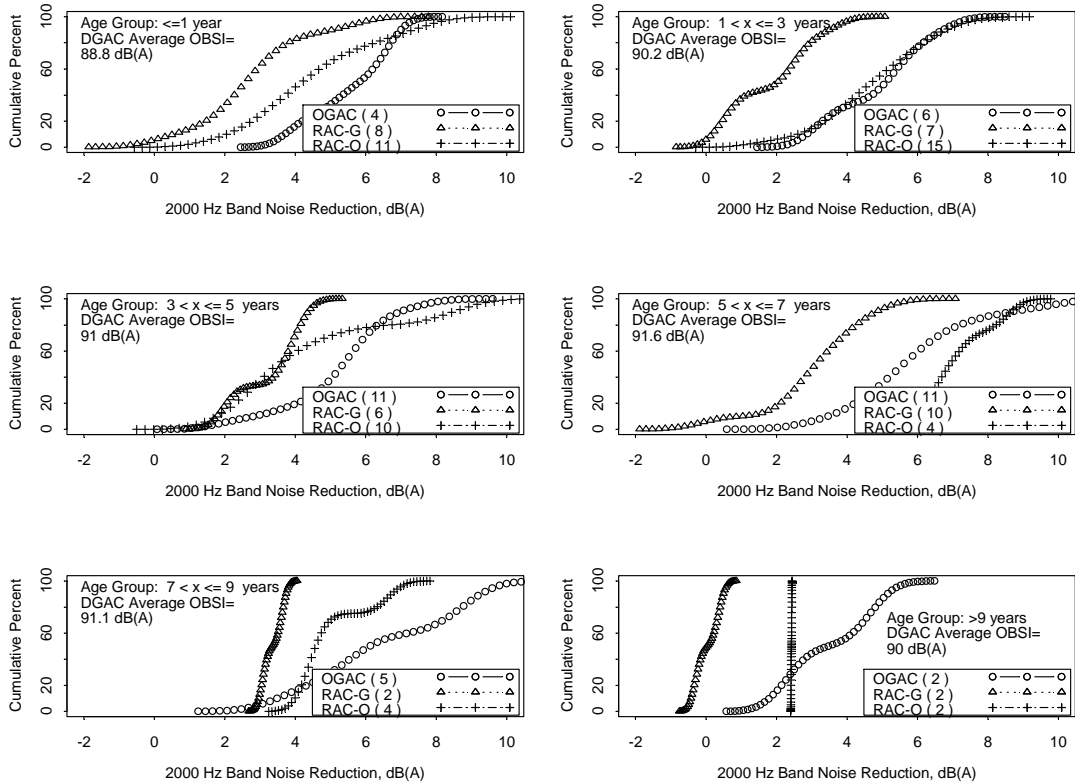 Cumulative Percent
0 20 60 100
Age Group: <=1 year
DGAC Average OBSI=
88.8 dB(A)
OGAC ( 4 )
RAC-G ( 8 )
RAC-O ( 11 )
-2 0 2 4 6 8 10
2000 Hz Band Noise Reduction, dB(A)
Cumulative Percent
0 20 60 100
Age Group: 1 < x <= 3 years
DGAC Average OBSI=
90.2 dB(A)
OGAC ( 6 )
RAC-G ( 7 )
RAC-O ( 15 )
-2 0 2 4 6 8 10
2000 Hz Band Noise Reduction, dB(A)
Cumulative Percent
0 20 60 100
Age Group: 3 < x <= 5 years
DGAC Average OBSI=
91 dB(A)
OGAC ( 11 )
RAC-G ( 6 )
RAC-O ( 10 )
-2 0 2 4 6 8 10
2000 Hz Band Noise Reduction, dB(A)
Cumulative Percent
0 20 60 100
Age Group: 5 < x <= 7 years
DGAC Average OBSI=
91.6 dB(A)
OGAC ( 11 )
RAC-G ( 10 )
RAC-O ( 4 )
-2 0 2 4 6 8 10
2000 Hz Band Noise Reduction, dB(A)
Cumulative Percent
0 20 60 100
Age Group: 7 < x <= 9 years
DGAC Average OBSI=
91.1 dB(A)
OGAC ( 5 )
RAC-G ( 2 )
RAC-O ( 4 )
-2 0 2 4 6 8 10
2000 Hz Band Noise Reduction, dB(A)
Cumulative Percent
0 20 60 100
Age Group: >9 years
DGAC Average OBSI=
90 dB(A)
OGAC ( 2 )
RAC-G ( 2 )
RAC-O ( 2 )
-2 0 2 4 6 8 10
2000 Hz Band Noise Reduction, dB(A)